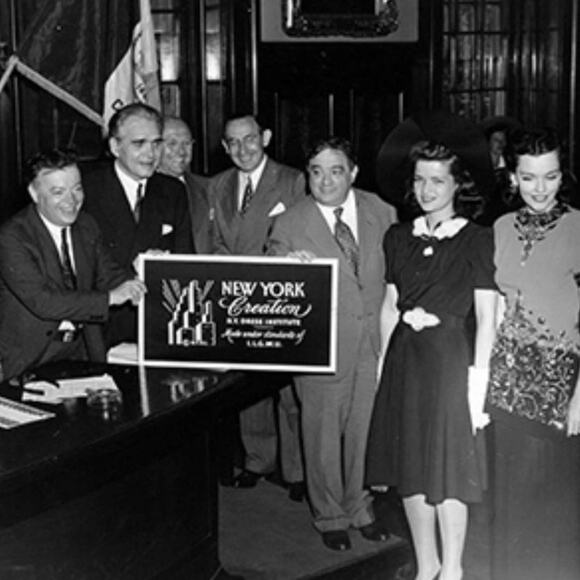 NEW YORK
Creation
N.Y. DRESS INSTITUTE
Made under standards of
I.L.G.W.U.